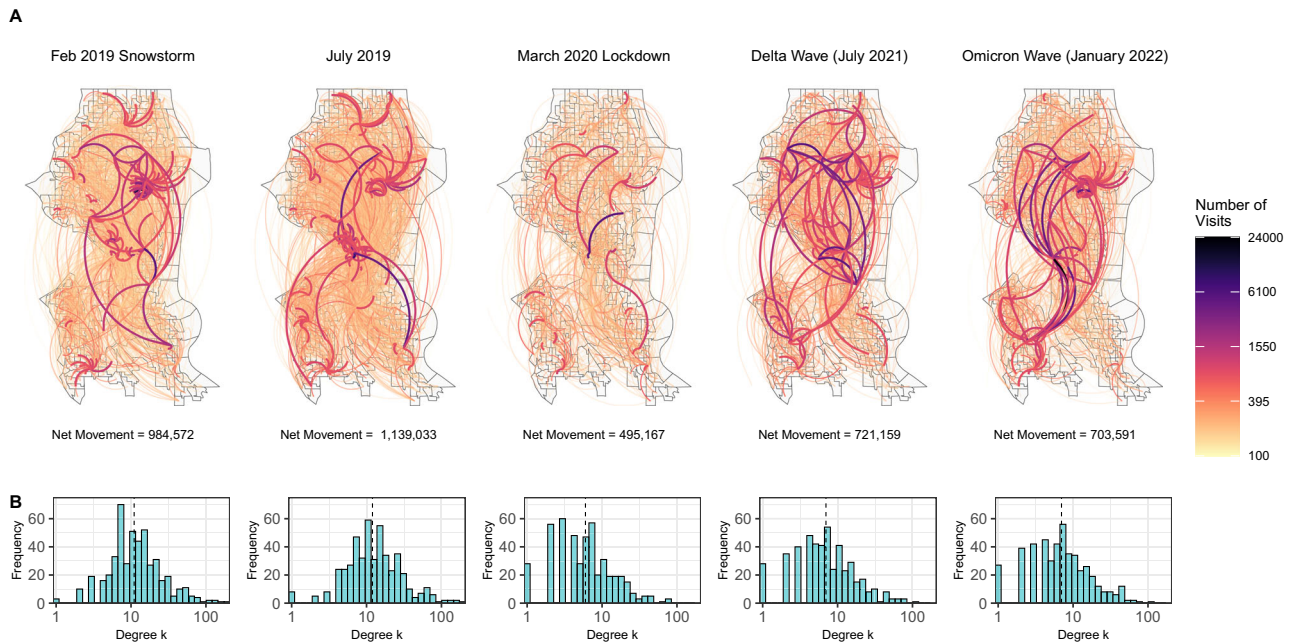 A
Feb 2019 Snowstorm
July 2019
March 2020 Lockdown
Delta Wave (July 2021)
Omicron Wave (January 2022)
Number of
Visits
24000
6100
1550
395
100
Net Movement = 984,572
Net Movement = 1,139,033
Net Movement = 495,167
Net Movement = 721,159
Net Movement = 703,591
B
Frequency
60
40
20
0
1
10
100
Degree k
Frequency
60
40
20
0
1
10
100
Degree k
Frequency
60
40
20
0
1
10
100
Degree k
Frequency
60
40
20
0
1
10
100
Degree k
Frequency
60
40
20
0
1
10
100
Degree k